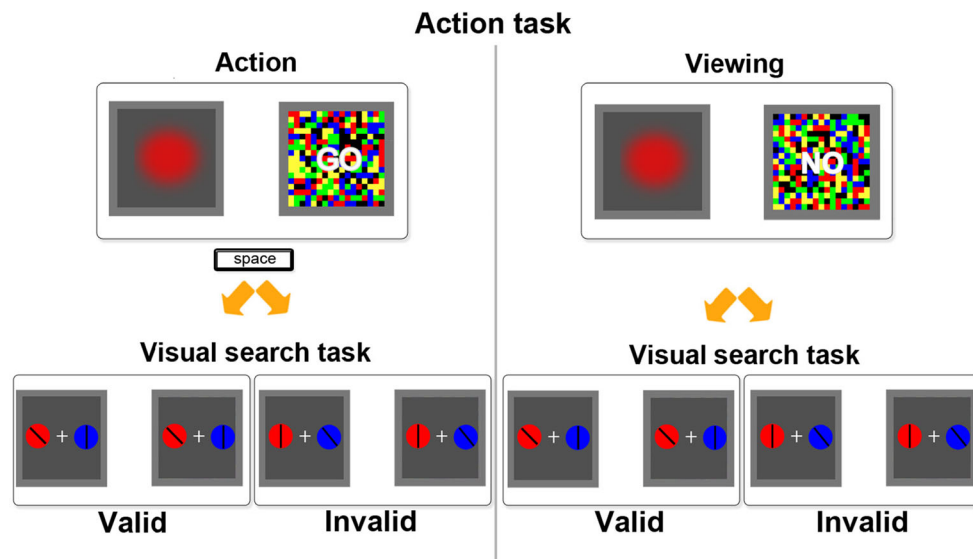 Action task
Action
Viewing
GO
NO
space
Visual search task
Visual search task
+ + + +
+ + + +
Valid
Invalid
Valid
Invalid